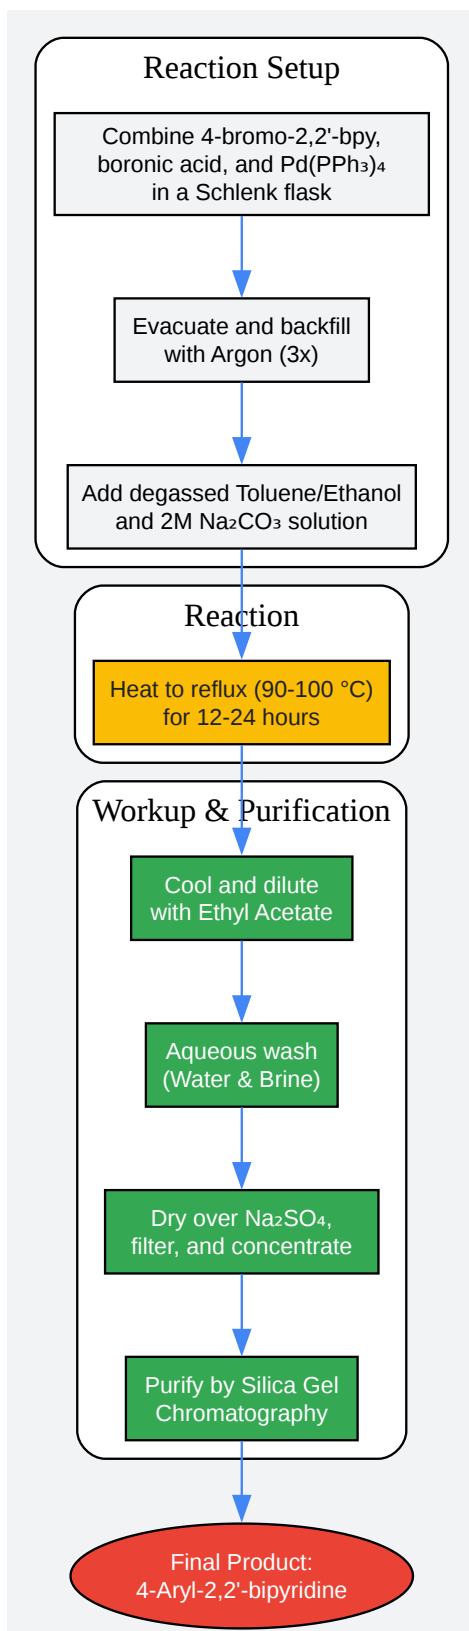 Reaction Setup
Combine 4-bromo-2,2'-bpy,
boronic acid, and Pd(PPh₃)₄
in a Schlenk flask
Evacuate and backfill
with Argon (3x)
Add degassed Toluene/Ethanol
and 2M Na₂CO₃ solution
Reaction
Heat to reflux (90-100 °C)
for 12-24 hours
Workup & Purification
Cool and dilute
with Ethyl Acetate
Aqueous wash
(Water & Brine)
Dry over Na₂SO₄,
filter, and concentrate
Purify by Silica Gel
Chromatography
Final Product:
4-Aryl-2,2'-bipyridine